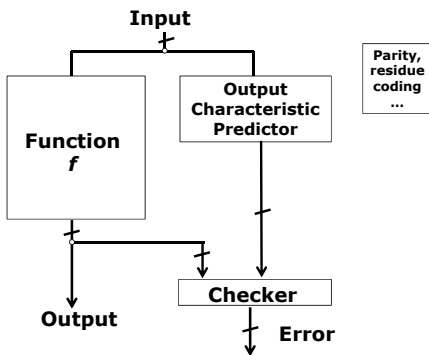 Input
Function
f
Output
Characteristic
Predictor
Parity,
residue
coding
...
Checker
Output
Error